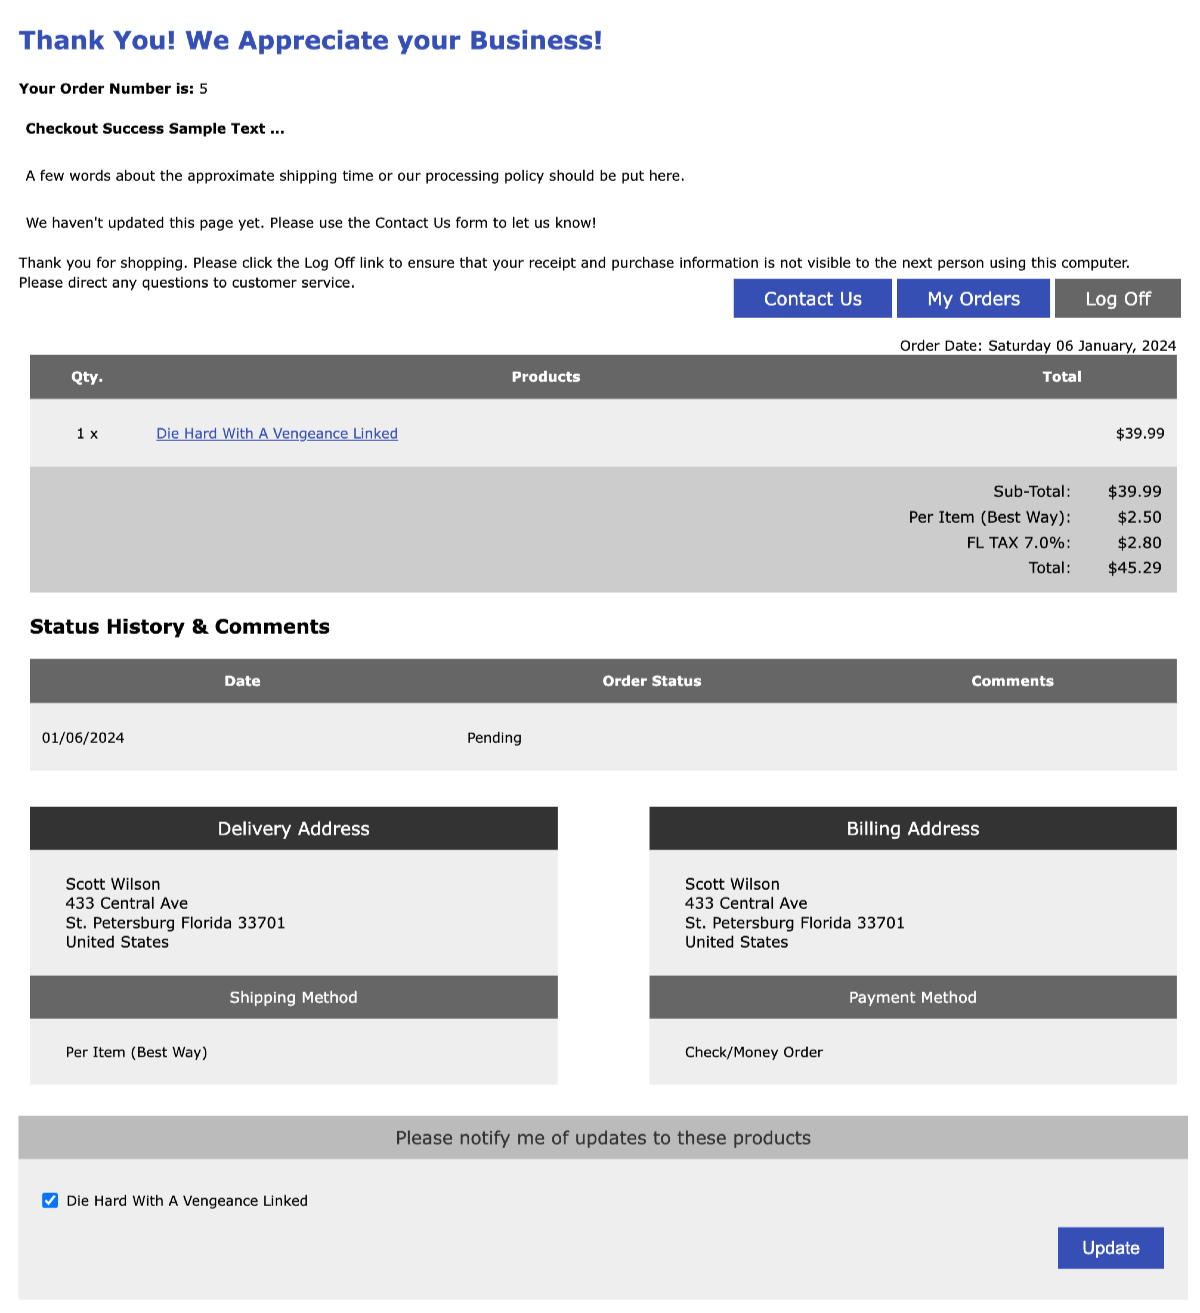 Thank You! We Appreciate your Business!
Your Order Number is: 5
Checkout Success Sample Text ...
A few words about the approximate shipping time or our processing policy should be put here.
We haven't updated this page yet. Please use the Contact Us form to let us know!
Thank you for shopping. Please click the Log Off link to ensure that your receipt and purchase information is not visible to the next person using this computer.
Please direct any questions to customer service.
Contact Us My Orders Log Off
Order Date: Saturday 06 January, 2024
Qty. Products Total
1 x Die Hard With A Vengeance Linked $39.99
Sub-Total: $39.99
Per Item (Best Way): $2.50
FL TAX 7.0%: $2.80
Total: $45.29
Status History & Comments
Date Order Status Comments
01/06/2024 Pending
Delivery Address
Scott Wilson
433 Central Ave
St. Petersburg Florida 33701
United States
Shipping Method
Per Item (Best Way)
Billing Address
Scott Wilson
433 Central Ave
St. Petersburg Florida 33701
United States
Payment Method
Check/Money Order
Please notify me of updates to these products
Die Hard With A Vengeance Linked
Update